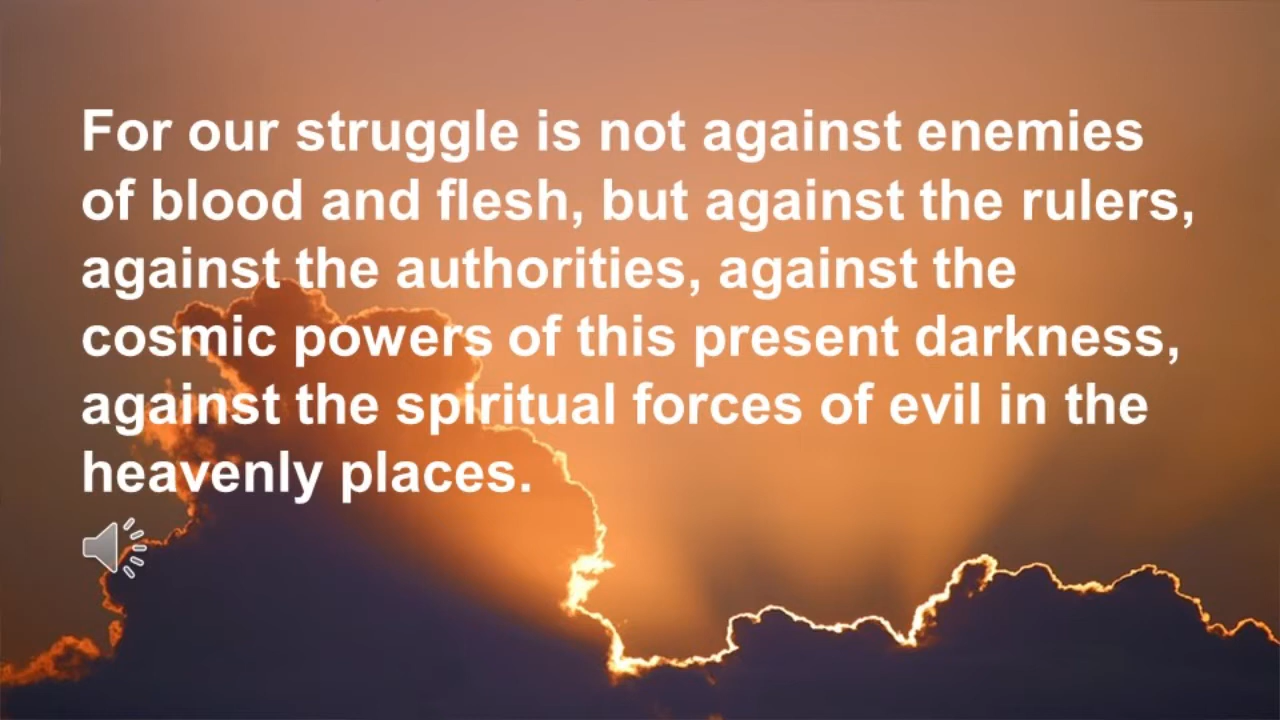 For our struggle is not against enemies
of blood and flesh, but against the rulers,
against the authorities, against the
cosmic powers of this present darkness,
against the spiritual forces of evil in the
heavenly places.